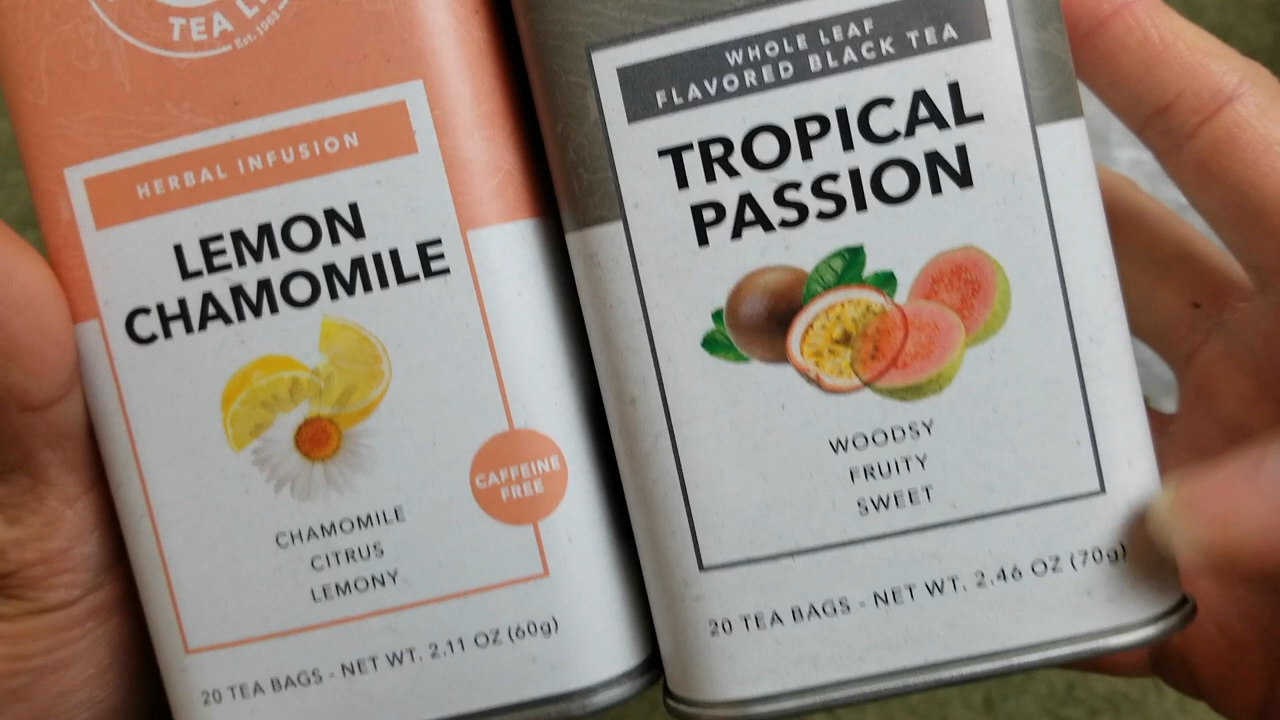 TEA
Est. 1983
HERBAL INFUSION
LEMON
CHAMOMILE
CAFFEINE
FREE
CHAMOMILE
CITRUS
LEMONY
20 TEA BAGS - NET WT. 2.11 OZ (60g)
WHOLE LEAF
FLAVORED BLACK TEA
TROPICAL
PASSION
WOODSY
FRUITY
SWEET
20 TEA BAGS - NET WT. 2.46 OZ (70g)